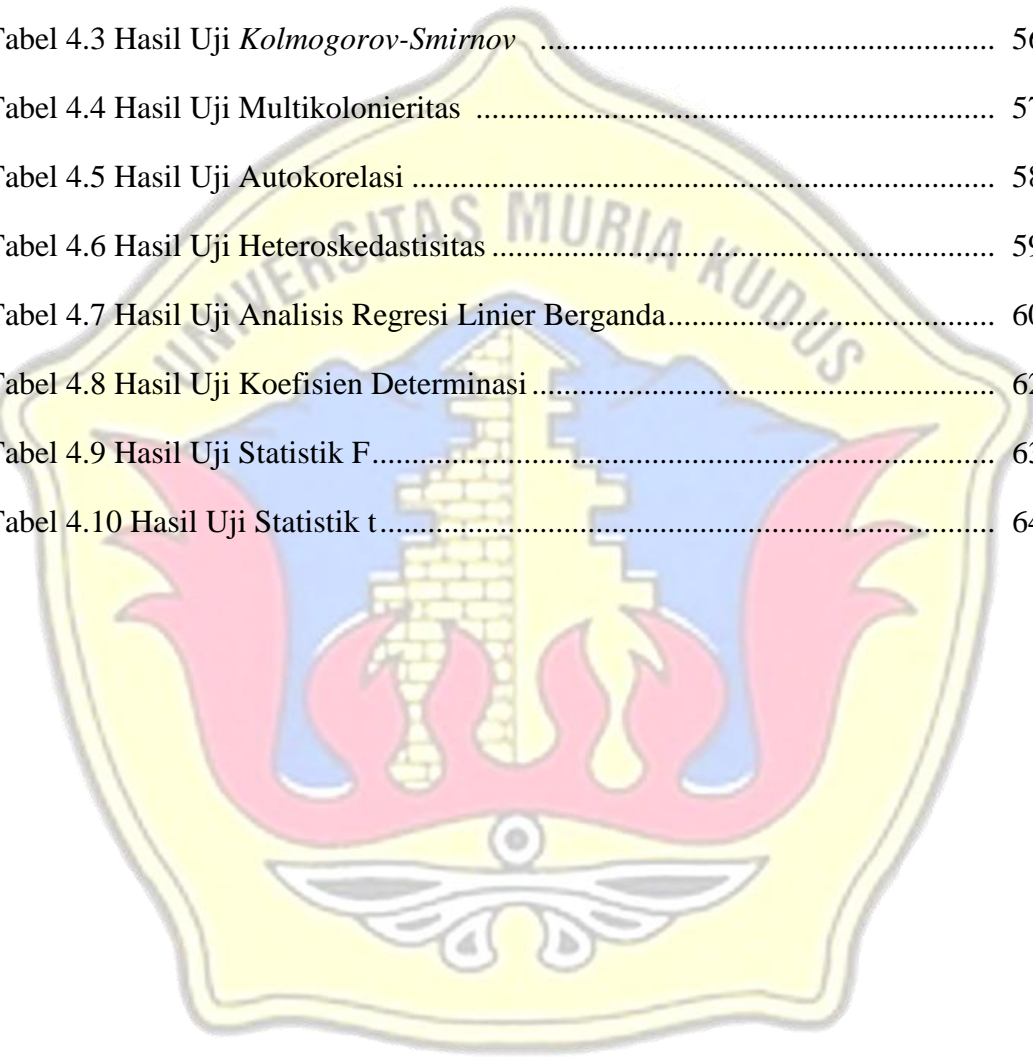 Tabel 4.3 Hasil Uji Kolmogorov-Smirnov ........................................................ 56
Tabel 4.4 Hasil Uji Multikolonieritas ................................................................ 57
Tabel 4.5 Hasil Uji Autokorelasi ........................................................................ 58
Tabel 4.6 Hasil Uji Heteroskedastisitas .............................................................. 59
Tabel 4.7 Hasil Uji Analisis Regresi Linier Berganda......................................... 60
Tabel 4.8 Hasil Uji Koefisien Determinasi ......................................................... 62
Tabel 4.9 Hasil Uji Statistik F............................................................................. 63
Tabel 4.10 Hasil Uji Statistik t............................................................................ 64
UNIVERSITAS MURIA KUDUS